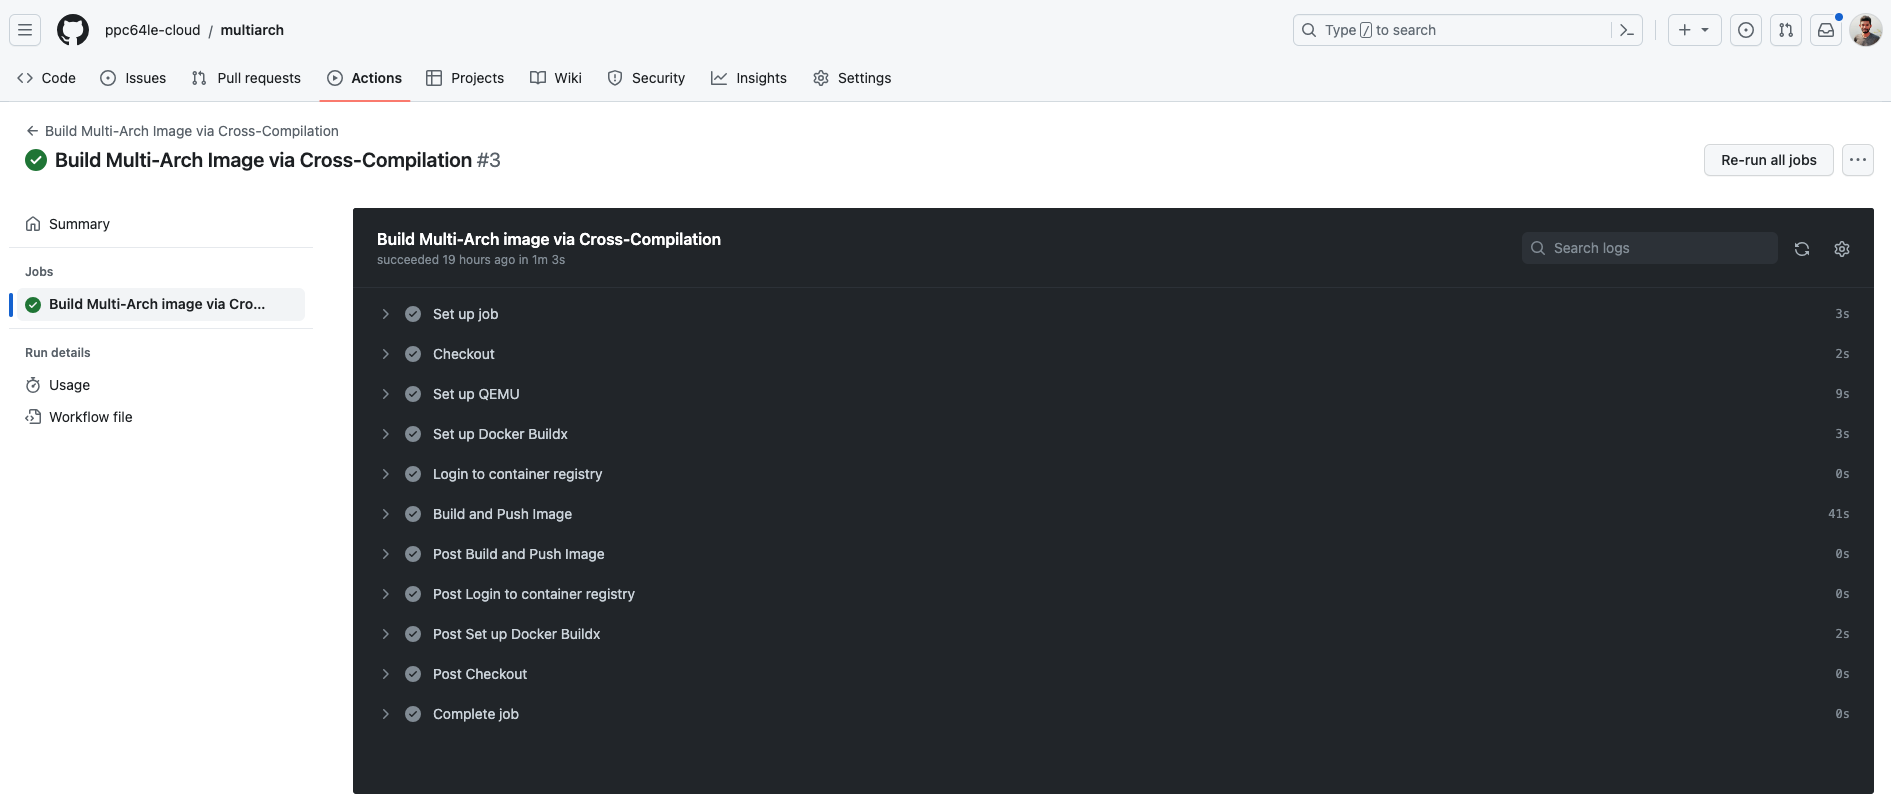 ppc64le-cloud / multiarch
Type / to search
Code
Issues
Pull requests
Actions
Projects
Wiki
Security
Insights
Settings
Build Multi-Arch Image via Cross-Compilation
Build Multi-Arch Image via Cross-Compilation #3
Re-run all jobs
Summary
Jobs
Build Multi-Arch image via Cro...
Run details
Usage
Workflow file
Build Multi-Arch image via Cross-Compilation
succeeded 19 hours ago in 1m 3s
Search logs
Set up job 3s
Checkout 2s
Set up QEMU 9s
Set up Docker Buildx 3s
Login to container registry 0s
Build and Push Image 41s
Post Build and Push Image 0s
Post Login to container registry 0s
Post Set up Docker Buildx 2s
Post Checkout 0s
Complete job 0s